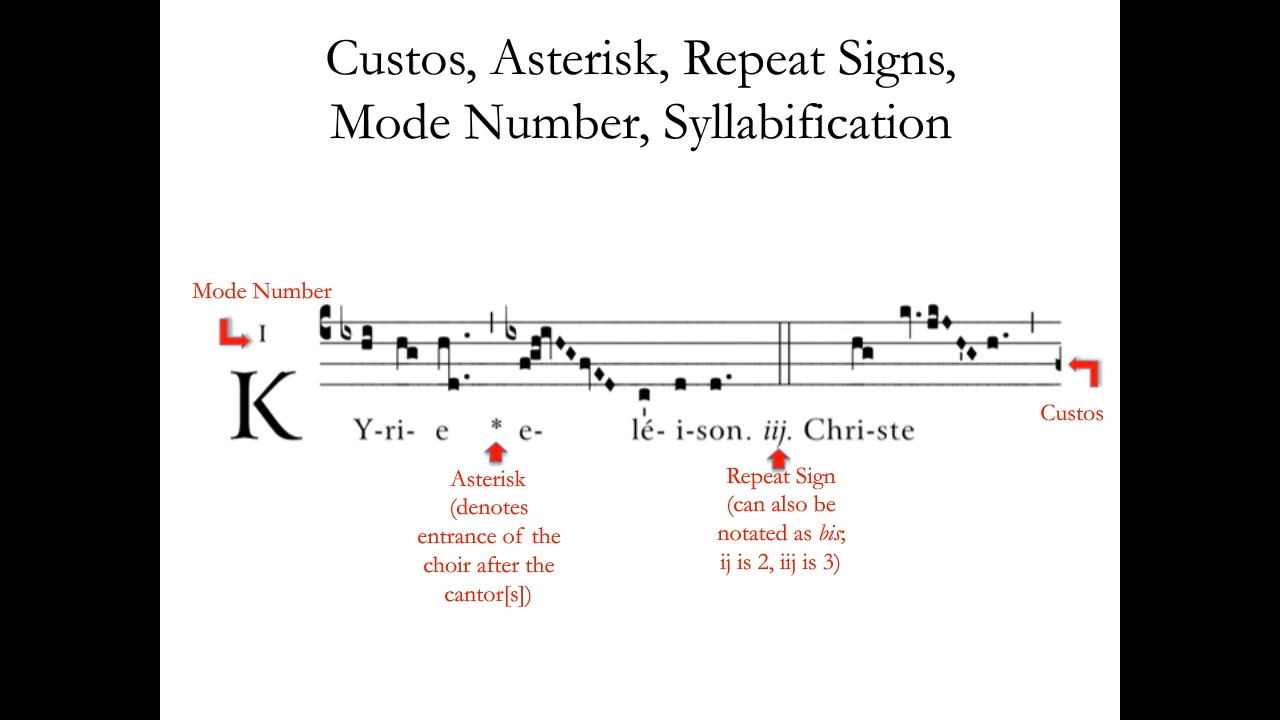 Custos, Asterisk, Repeat Signs,
Mode Number, Syllabification
Mode Number
I
K
Y-ri- e * e- lé- i-son. iij. Chri-ste
Custos
Asterisk
(denotes
entrance of the
choir after the
cantor[s])
Repeat Sign
(can also be
notated as bis;
ij is 2, iij is 3)